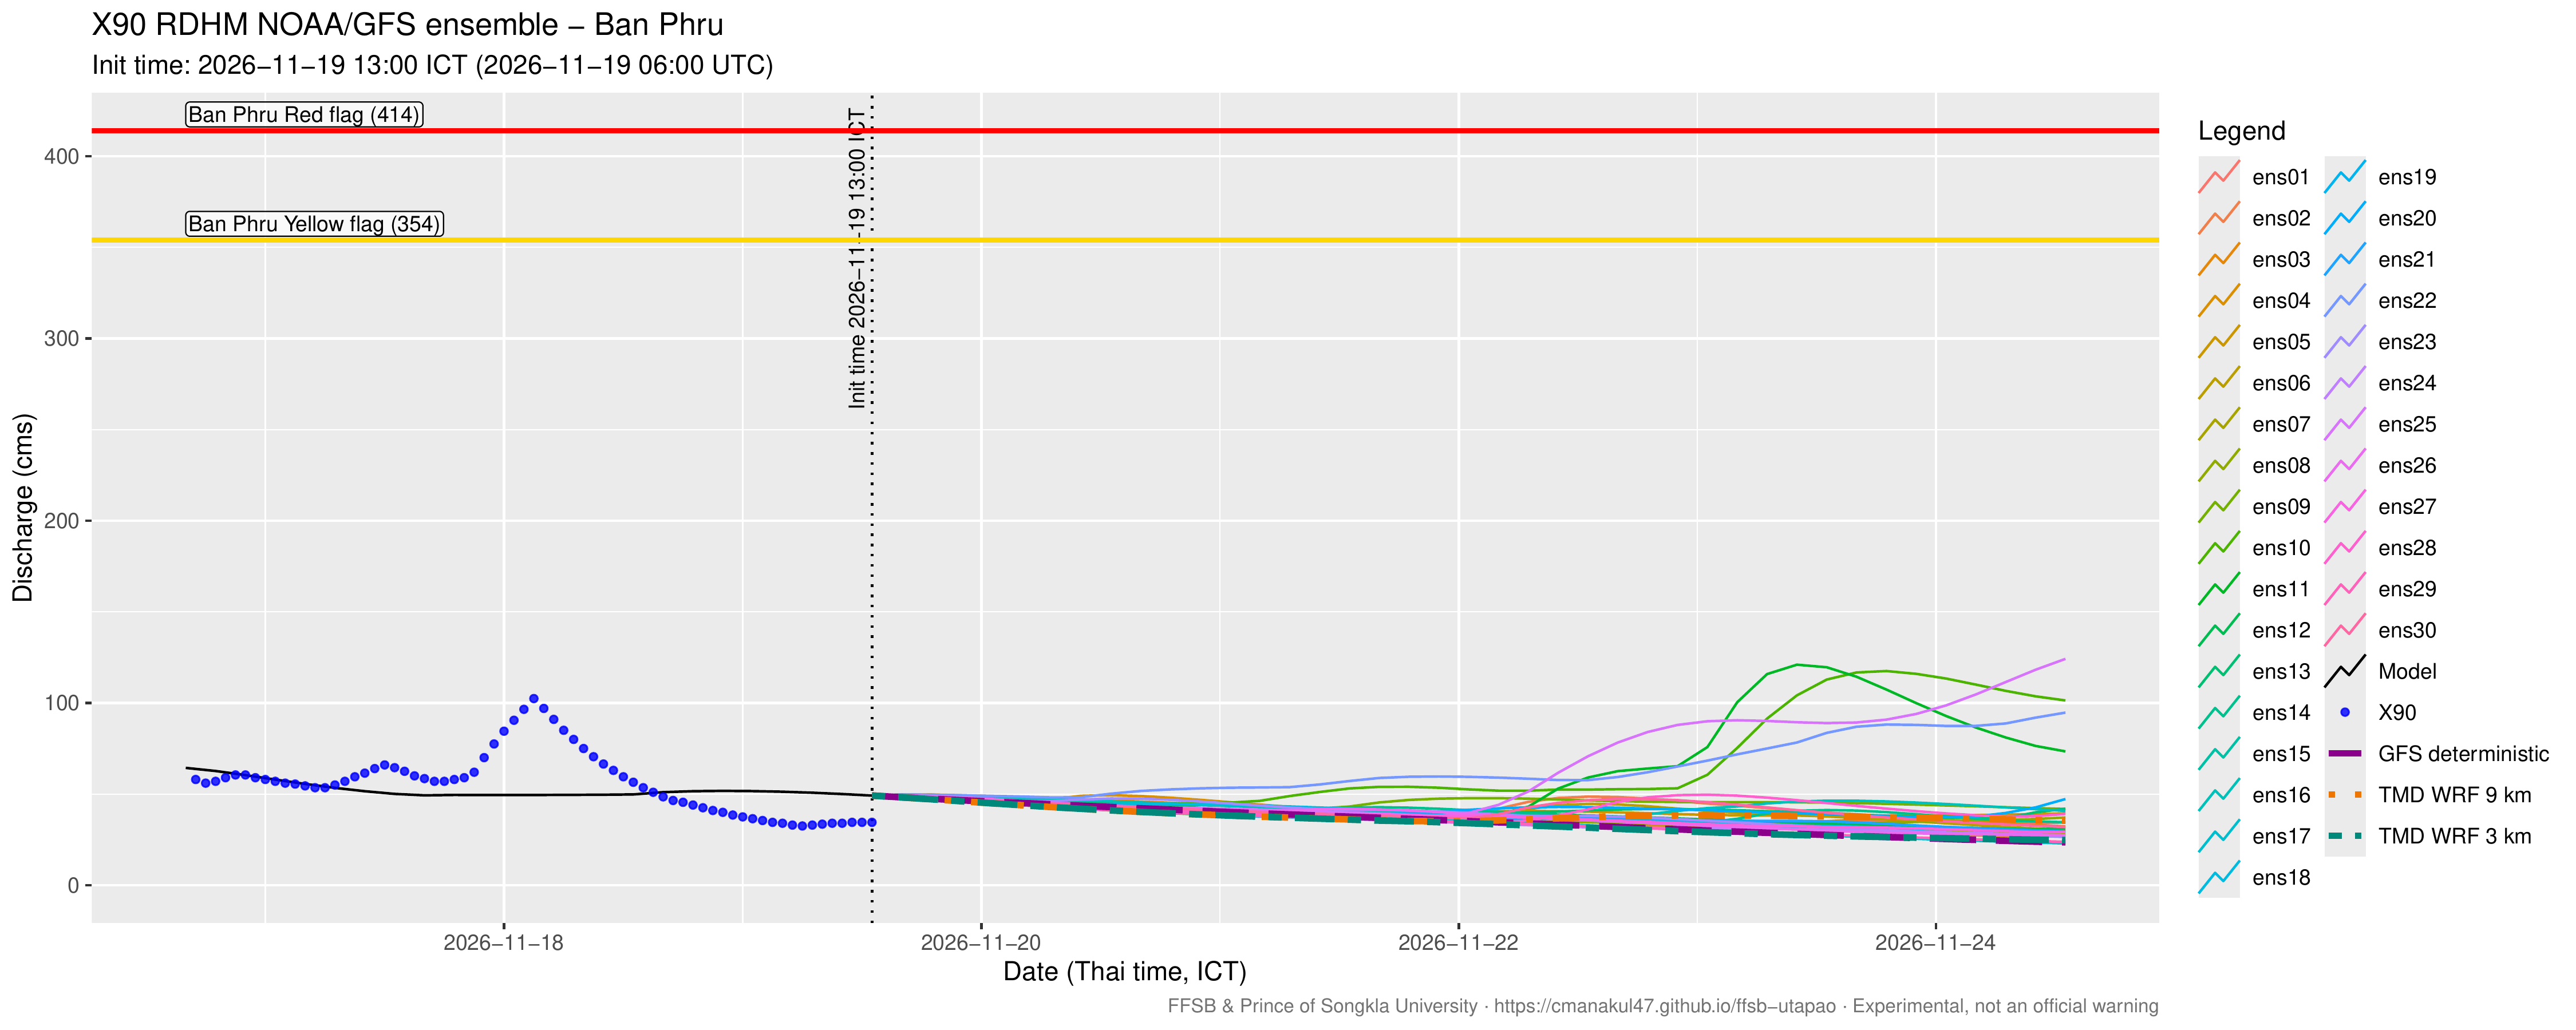 X90 RDHM NOAA/GFS ensemble – Ban Phru
Init time: 2026–11–19 13:00 ICT (2026–11–19 06:00 UTC)
Ban Phru Red flag (414)
Ban Phru Yellow flag (354)
Init time 2026–11–19 13:00 ICT
Discharge (cms)
400
300
200
100
0
2026–11–18
2026–11–20
2026–11–22
2026–11–24
Date (Thai time, ICT)
Legend
ens01
ens02
ens03
ens04
ens05
ens06
ens07
ens08
ens09
ens10
ens11
ens12
ens13
ens14
ens15
ens16
ens17
ens18
ens19
ens20
ens21
ens22
ens23
ens24
ens25
ens26
ens27
ens28
ens29
ens30
Model
X90
GFS deterministic
TMD WRF 9 km
TMD WRF 3 km
FFSB & Prince of Songkla University · https://cmanakul47.github.io/ffsb–utapao · Experimental, not an official warning